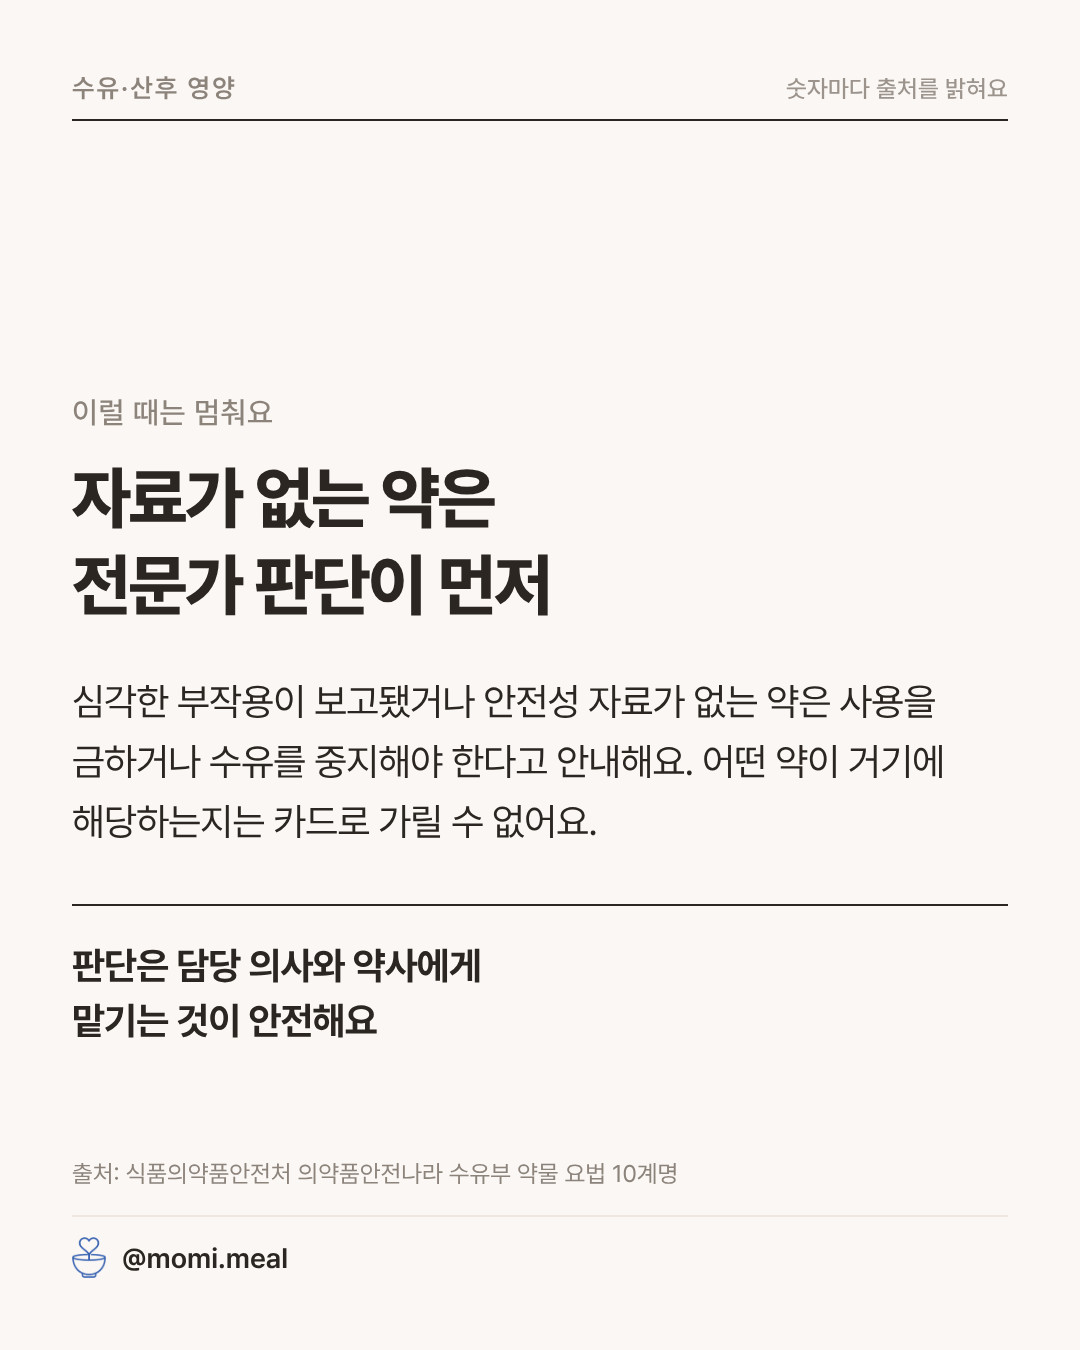 수유·산후 영양
숫자마다 출처를 밝혀요
이럴 때는 멈춰요
자료가 없는 약은
전문가 판단이 먼저
심각한 부작용이 보고됐거나 안전성 자료가 없는 약은 사용을
금하거나 수유를 중지해야 한다고 안내해요. 어떤 약이 거기에
해당하는지는 카드로 가릴 수 없어요.
판단은 담당 의사와 약사에게
맡기는 것이 안전해요
출처: 식품의약품안전처 의약품안전나라 수유부 약물 요법 10계명
@momi.meal